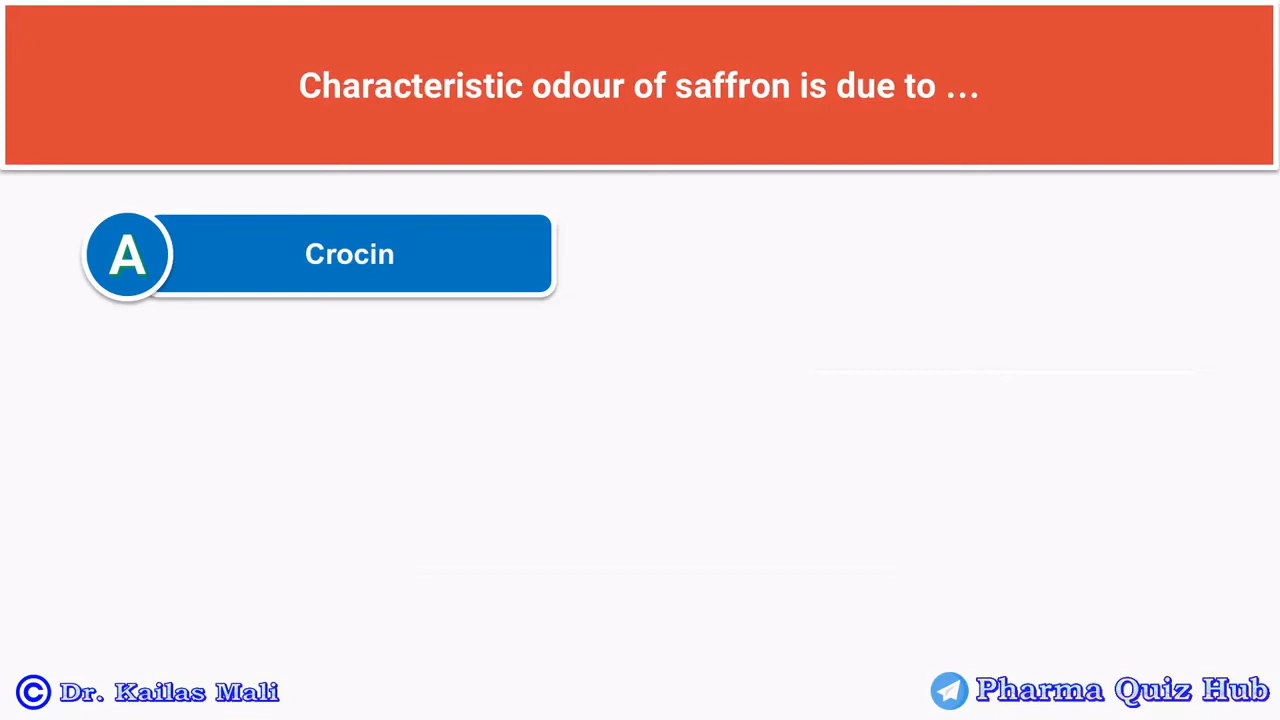 Characteristic odour of saffron is due to ...
A
Crocin
© Dr. Kailas Mali
Pharma Quiz Hub